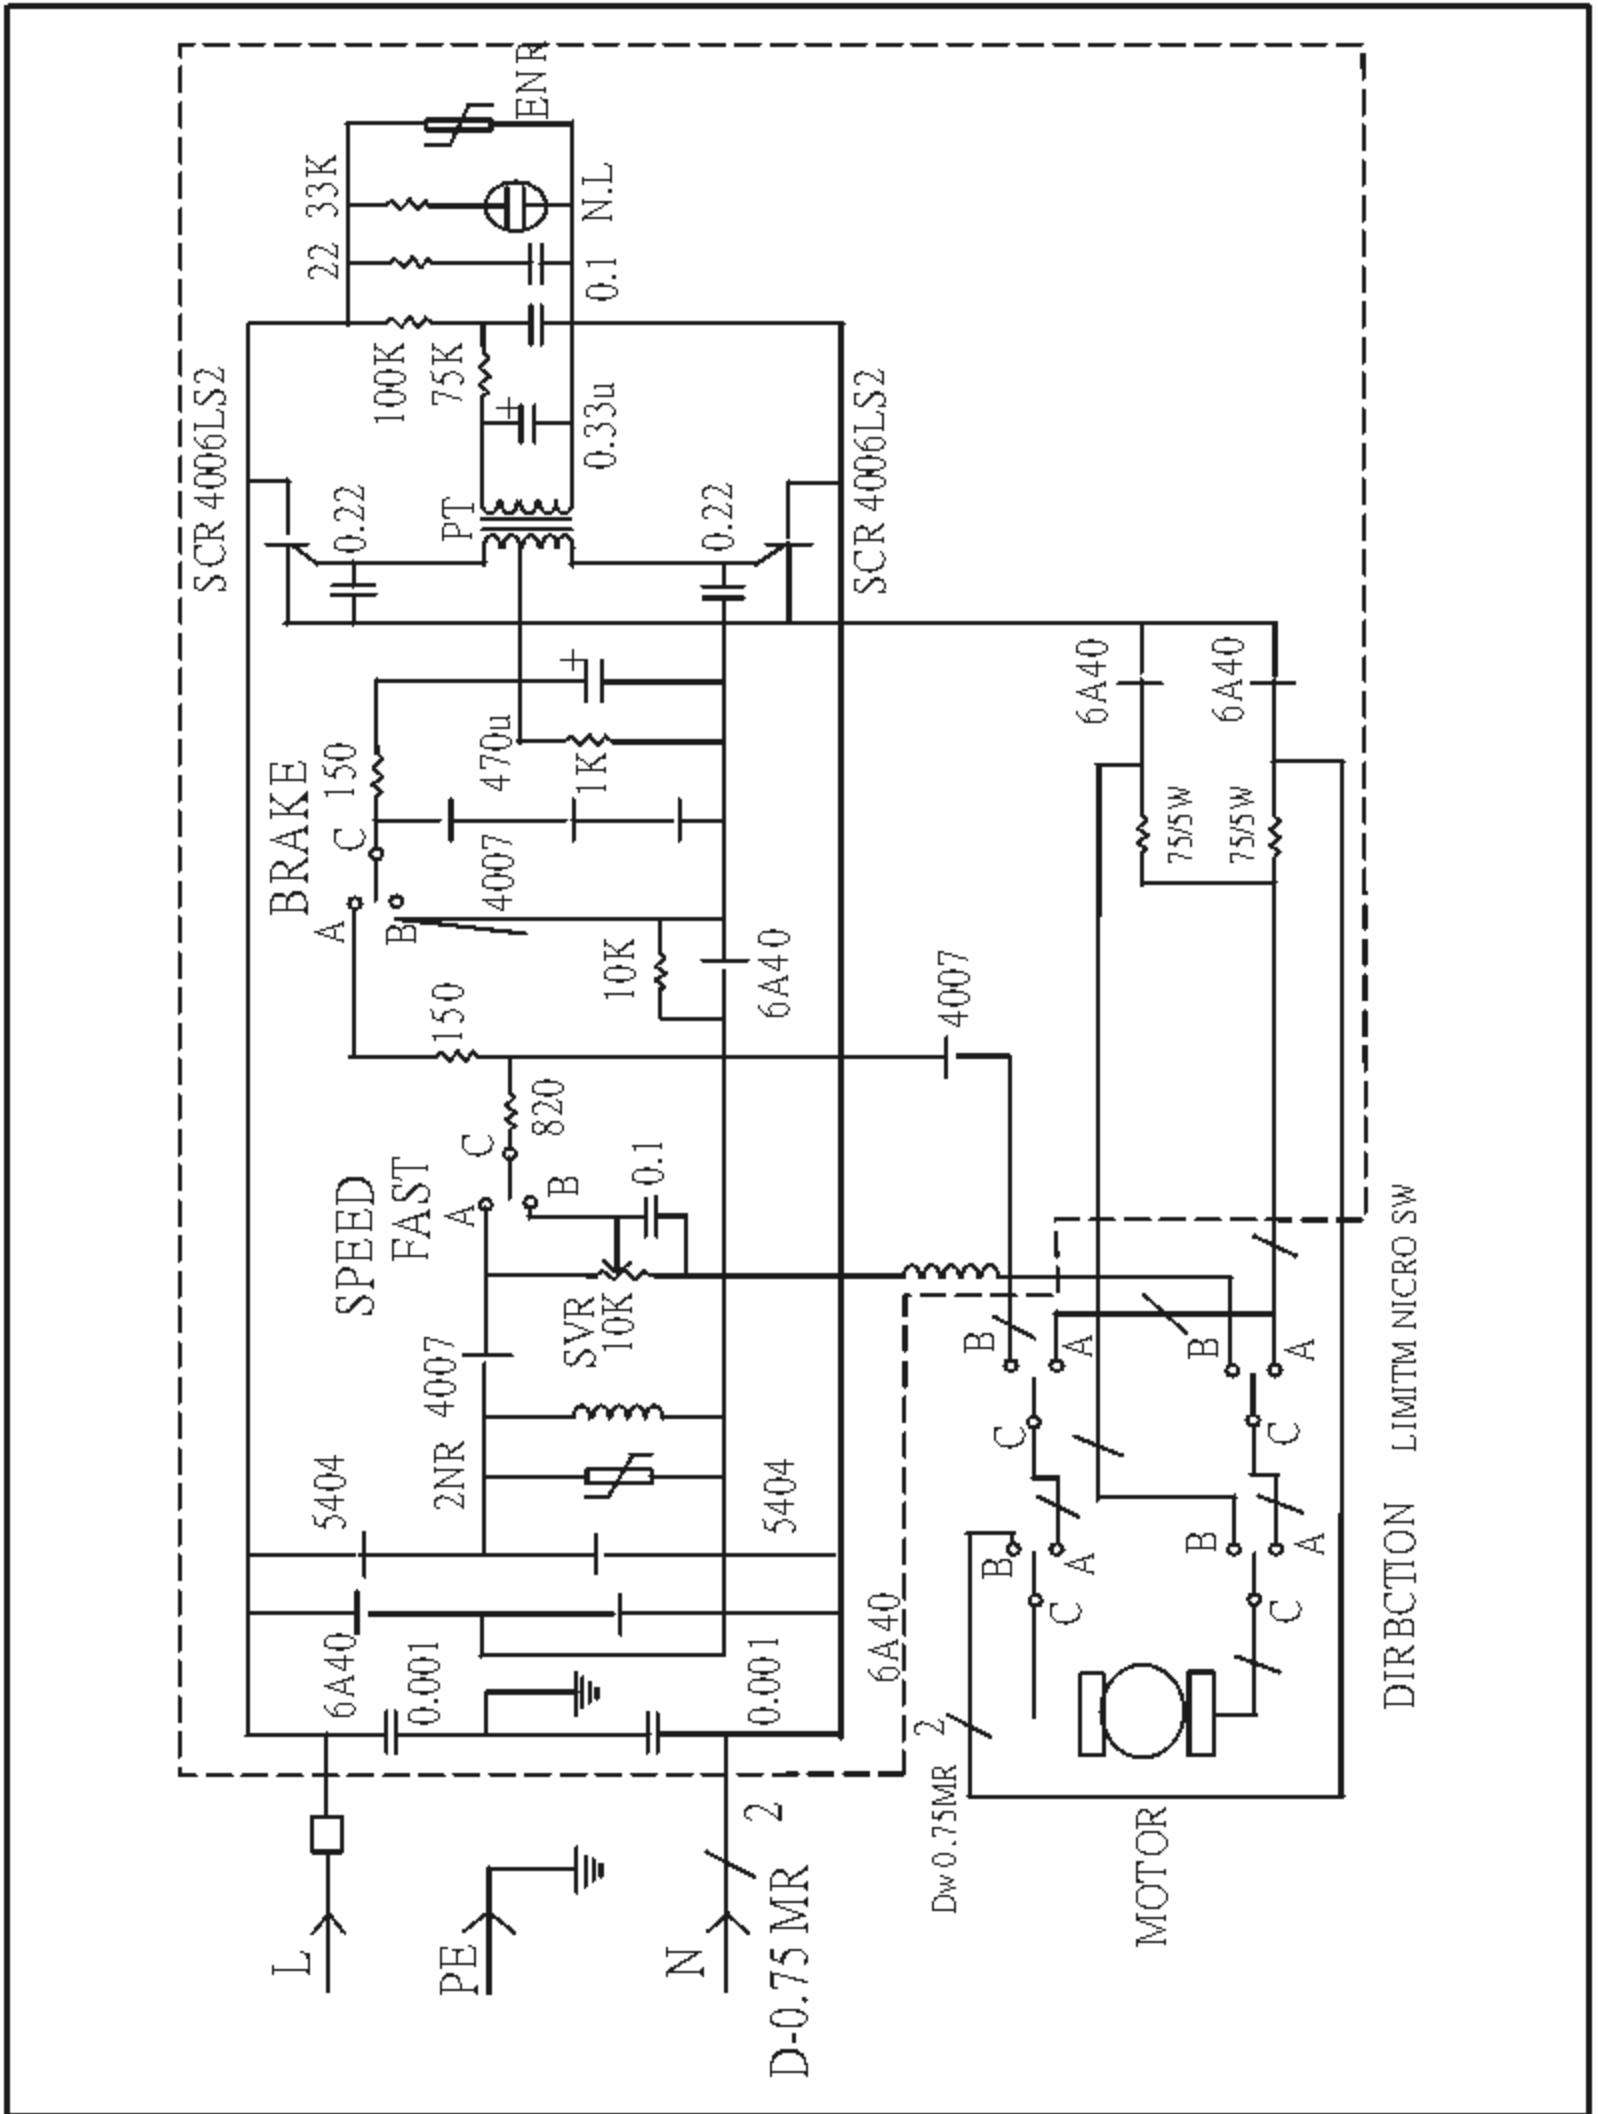 SCR 4006LS2
L
BRAKE
22
33K
5404
A
6A40
SPEED
150
C
0.22
100K
B
FAST
0.001
4007
2NR
150
75K
PE
A
PT
C
4007
470u
ENR
820
B
SVR
1K
N.L
0.33u
0.1
10K
10K
0.1
N
0.22
0.001
2
5404
6A40
D-0.75 MR
SCR 4006LS2
6A40
2
Dw0.75MR
4007
B
B
C
C
A
A
6A40
MOTOR
75/5W
B
B
6A40
75/5W
C
C
A
A
DIRBCTION
LIMITM NICRO SW